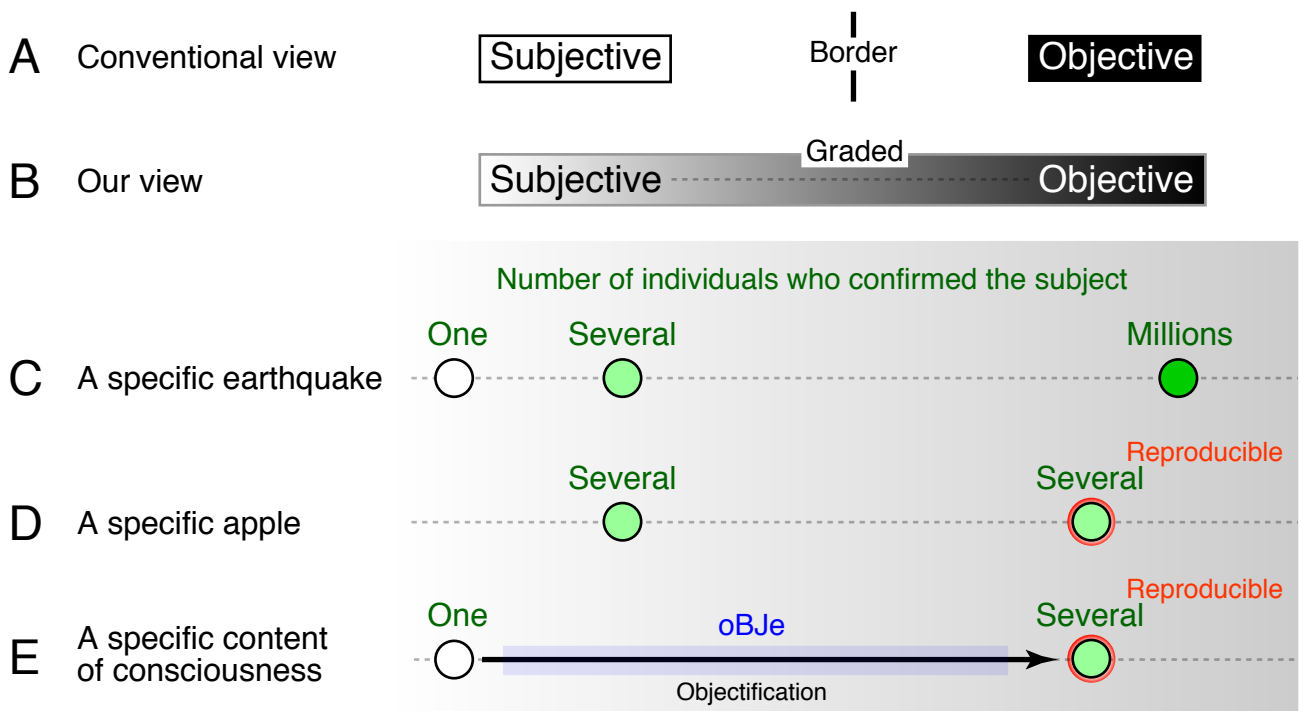 A Conventional view Subjective Border Objective
Graded
B Our view Subjective Objective
Number of individuals who confirmed the subject
One Several Millions
C A specific earthquake
Reproducible
Several Several
D A specific apple
Reproducible
One oBJe Several
E A specific content
of consciousness
Objectification